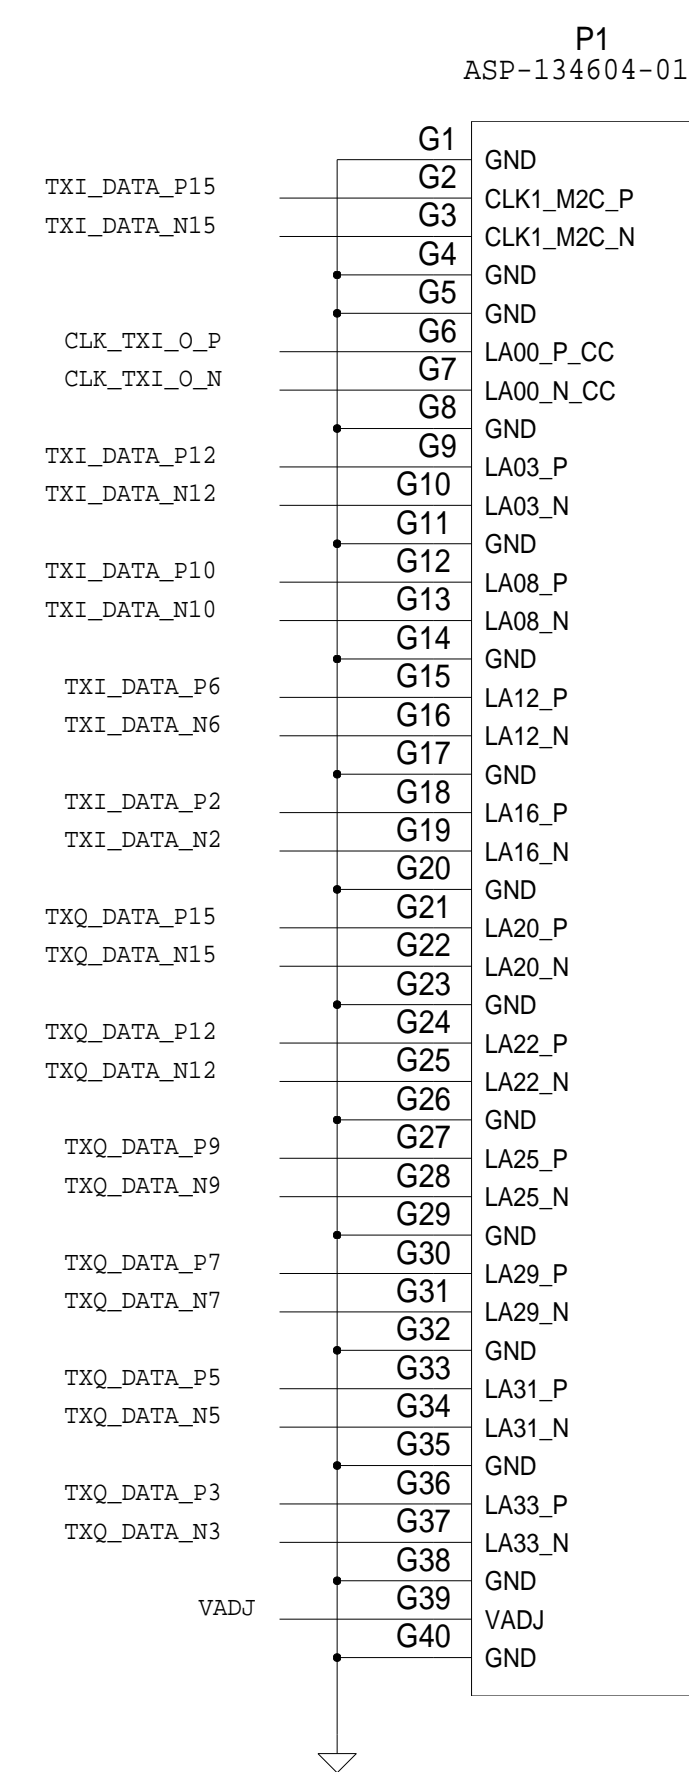 P1
ASP-134604-01
G1 GND
TXI_DATA_P15 G2 CLK1_M2C_P
TXI_DATA_N15 G3 CLK1_M2C_N
G4 GND
G5 GND
CLK_TXI_O_P G6 LA00_P_CC
CLK_TXI_O_N G7 LA00_N_CC
G8 GND
TXI_DATA_P12 G9 LA03_P
TXI_DATA_N12 G10 LA03_N
G11 GND
TXI_DATA_P10 G12 LA08_P
TXI_DATA_N10 G13 LA08_N
G14 GND
TXI_DATA_P6 G15 LA12_P
TXI_DATA_N6 G16 LA12_N
G17 GND
TXI_DATA_P2 G18 LA16_P
TXI_DATA_N2 G19 LA16_N
G20 GND
TXQ_DATA_P15 G21 LA20_P
TXQ_DATA_N15 G22 LA20_N
G23 GND
TXQ_DATA_P12 G24 LA22_P
TXQ_DATA_N12 G25 LA22_N
G26 GND
TXQ_DATA_P9 G27 LA25_P
TXQ_DATA_N9 G28 LA25_N
G29 GND
TXQ_DATA_P7 G30 LA29_P
TXQ_DATA_N7 G31 LA29_N
G32 GND
TXQ_DATA_P5 G33 LA31_P
TXQ_DATA_N5 G34 LA31_N
G35 GND
TXQ_DATA_P3 G36 LA33_P
TXQ_DATA_N3 G37 LA33_N
G38 GND
VADJ G39 VADJ
G40 GND